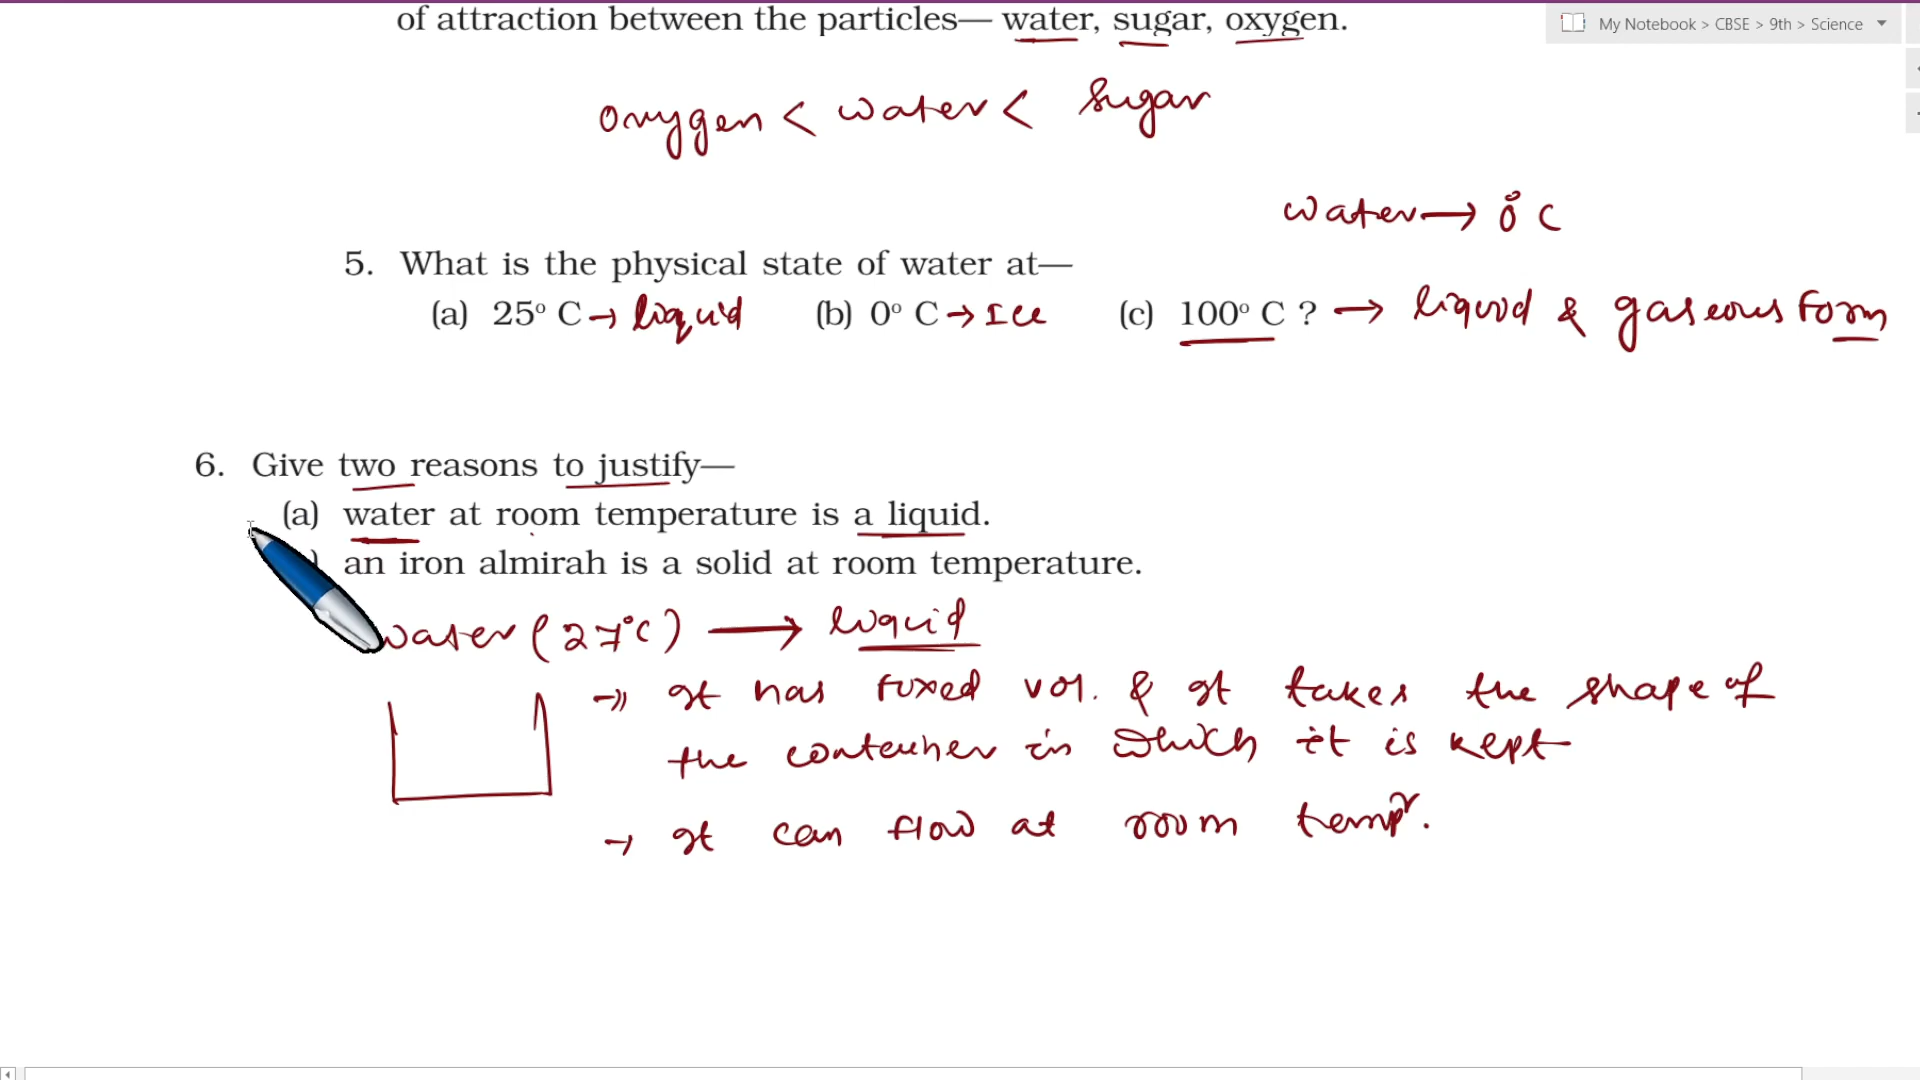 of attraction between the particles— water, sugar, oxygen.
My Notebook > CBSE > 9th > Science
oxygen < water < sugar
water → 0°C
5. What is the physical state of water at—
(a) 25° C → liquid (b) 0° C → Ice (c) 100° C ? → liquid & gaseous form
6. Give two reasons to justify—
(a) water at room temperature is a liquid.
) an iron almirah is a solid at room temperature.
water (27°C) → liquid
→» It has fixed vol. & It takes the shape of
the container in which it is kept
→ It can flow at room tempr.